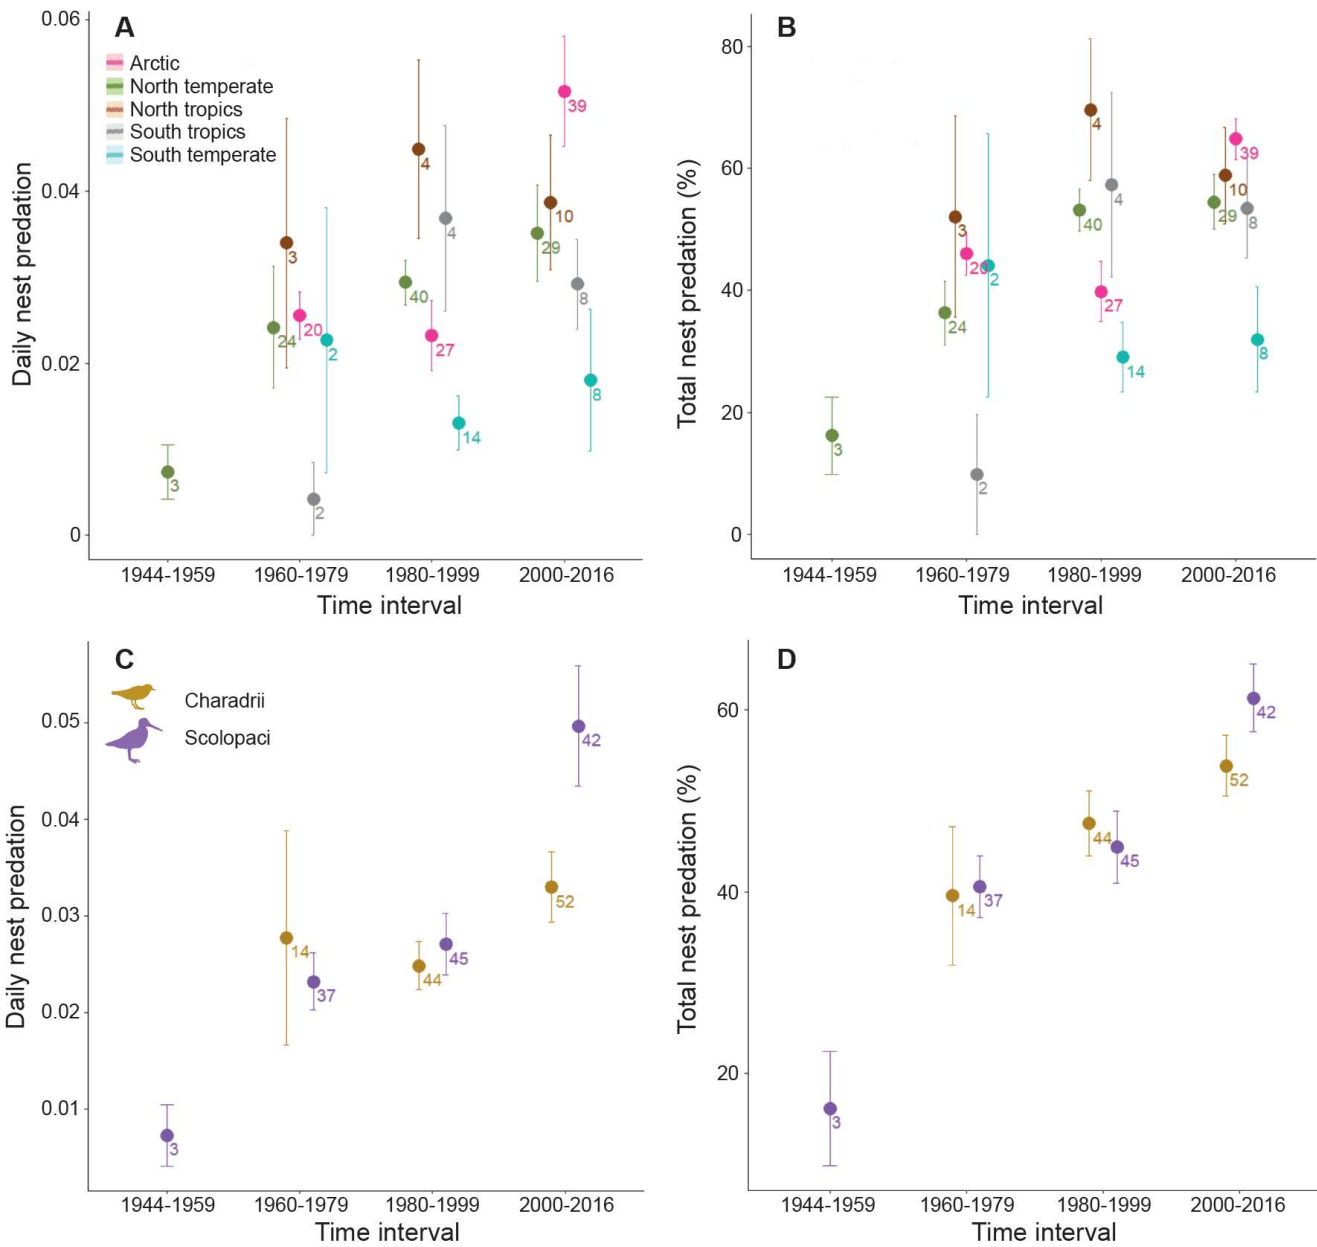 A
0.06
0.04
0.02
0
Daily nest predation
Arctic
North temperate
North tropics
South tropics
South temperate
3
24
3
20
2
2
40
4
27
4
14
29
10
39
8
8
1944-1959 1960-1979 1980-1999 2000-2016
Time interval
B
80
60
40
20
0
Total nest predation (%)
3
24
3
20
2
2
40
4
27
4
14
29
10
39
8
8
1944-1959 1960-1979 1980-1999 2000-2016
Time interval
C
0.05
0.04
0.03
0.02
0.01
Daily nest predation
Charadrii
Scolopaci
3
14
37
44
45
52
42
1944-1959 1960-1979 1980-1999 2000-2016
Time interval
D
60
40
20
Total nest predation (%)
3
14
37
44
45
52
42
1944-1959 1960-1979 1980-1999 2000-2016
Time interval